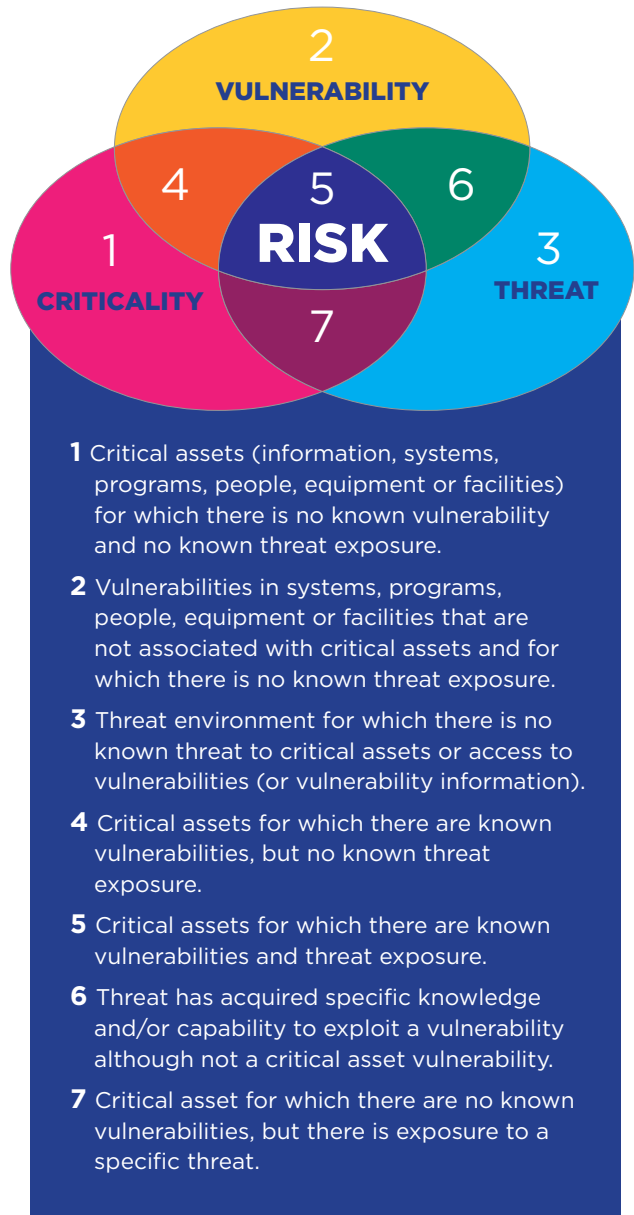 2
VULNERABILITY
4
5
6
RISK
1
3
CRITICALITY
THREAT
7
1 Critical assets (information, systems,
programs, people, equipment or facilities)
for which there is no known vulnerability
and no known threat exposure.
2 Vulnerabilities in systems, programs,
people, equipment or facilities that are
not associated with critical assets and for
which there is no known threat exposure.
3 Threat environment for which there is no
known threat to critical assets or access to
vulnerabilities (or vulnerability information).
4 Critical assets for which there are known
vulnerabilities, but no known threat
exposure.
5 Critical assets for which there are known
vulnerabilities and threat exposure.
6 Threat has acquired specific knowledge
and/or capability to exploit a vulnerability
although not a critical asset vulnerability.
7 Critical asset for which there are no known
vulnerabilities, but there is exposure to a
specific threat.